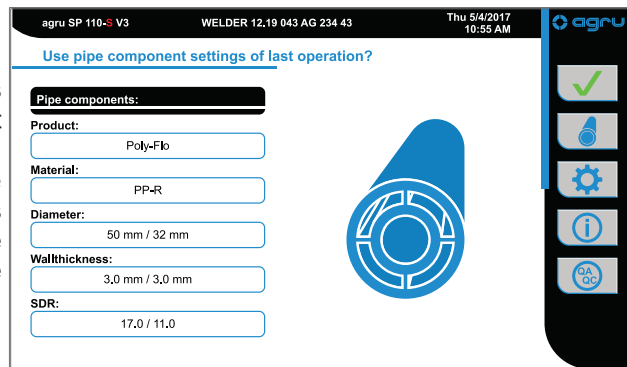 agru SP 110-S V3 WELDER 12.19 043 AG 234 43 Thu 5/4/2017
10:55 AM
agru
Use pipe component settings of last operation?
Pipe components:
Product:
Poly-Flo
Material:
PP-R
Diameter:
50 mm / 32 mm
Wallthickness:
3,0 mm / 3,0 mm
SDR:
17.0 / 11.0
i
QA
QC